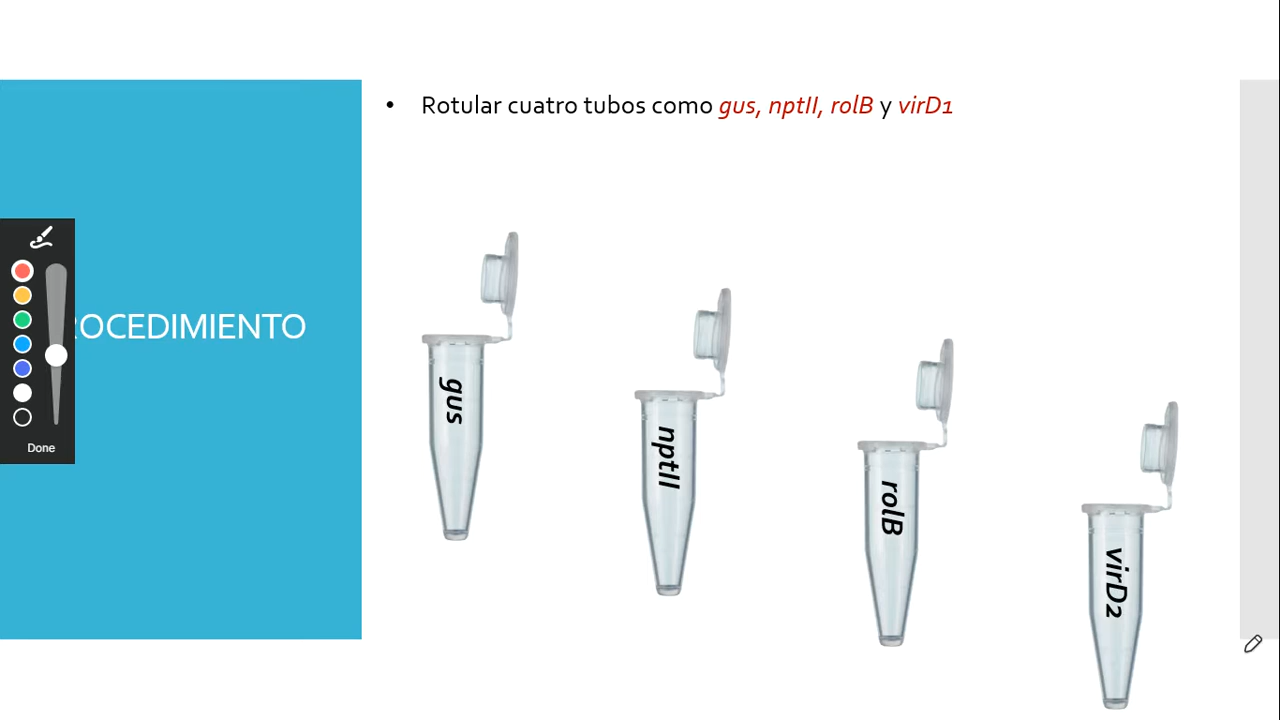 • Rotular cuatro tubos como gus, nptII, rolB y virD1
ROCEDIMIENTO
gus
nptII
rolB
virD2
Done